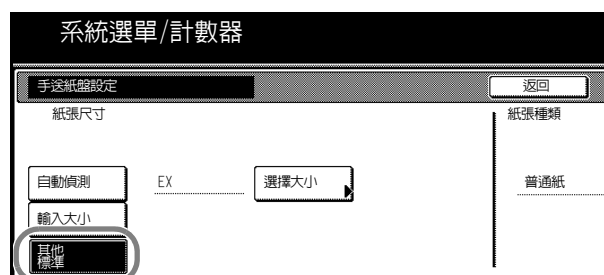 系統選單/計數器
手送紙盤設定
返回
紙張尺寸
紙張種類
自動偵測
EX
選擇大小
普通紙
輸入大小
其他
標準